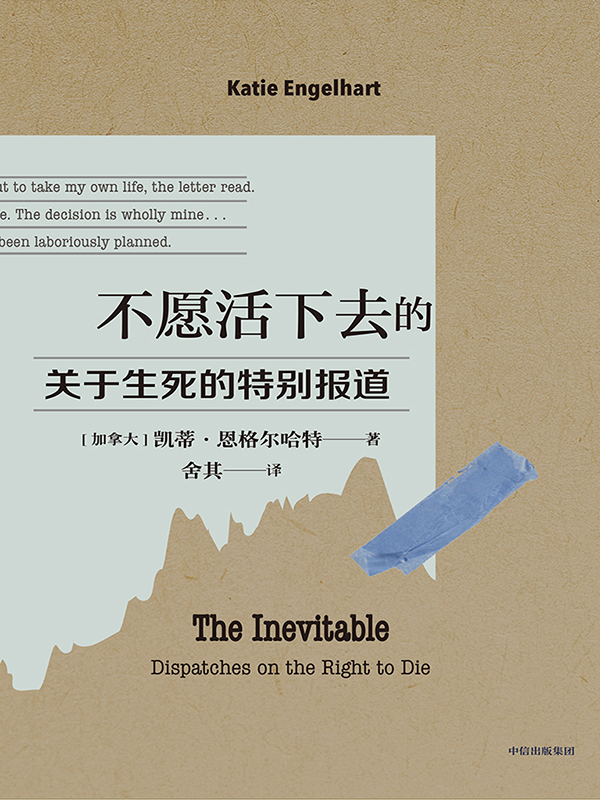 Katie Engelhart
ut to take my own life, the letter read.
e. The decision is wholly mine...
been laboriously planned.
不愿活下去的
关于生死的特别报道
[加拿大]凯蒂·恩格尔哈特——著
舍其——译
The Inevitable
Dispatches on the Right to Die
中信出版集团